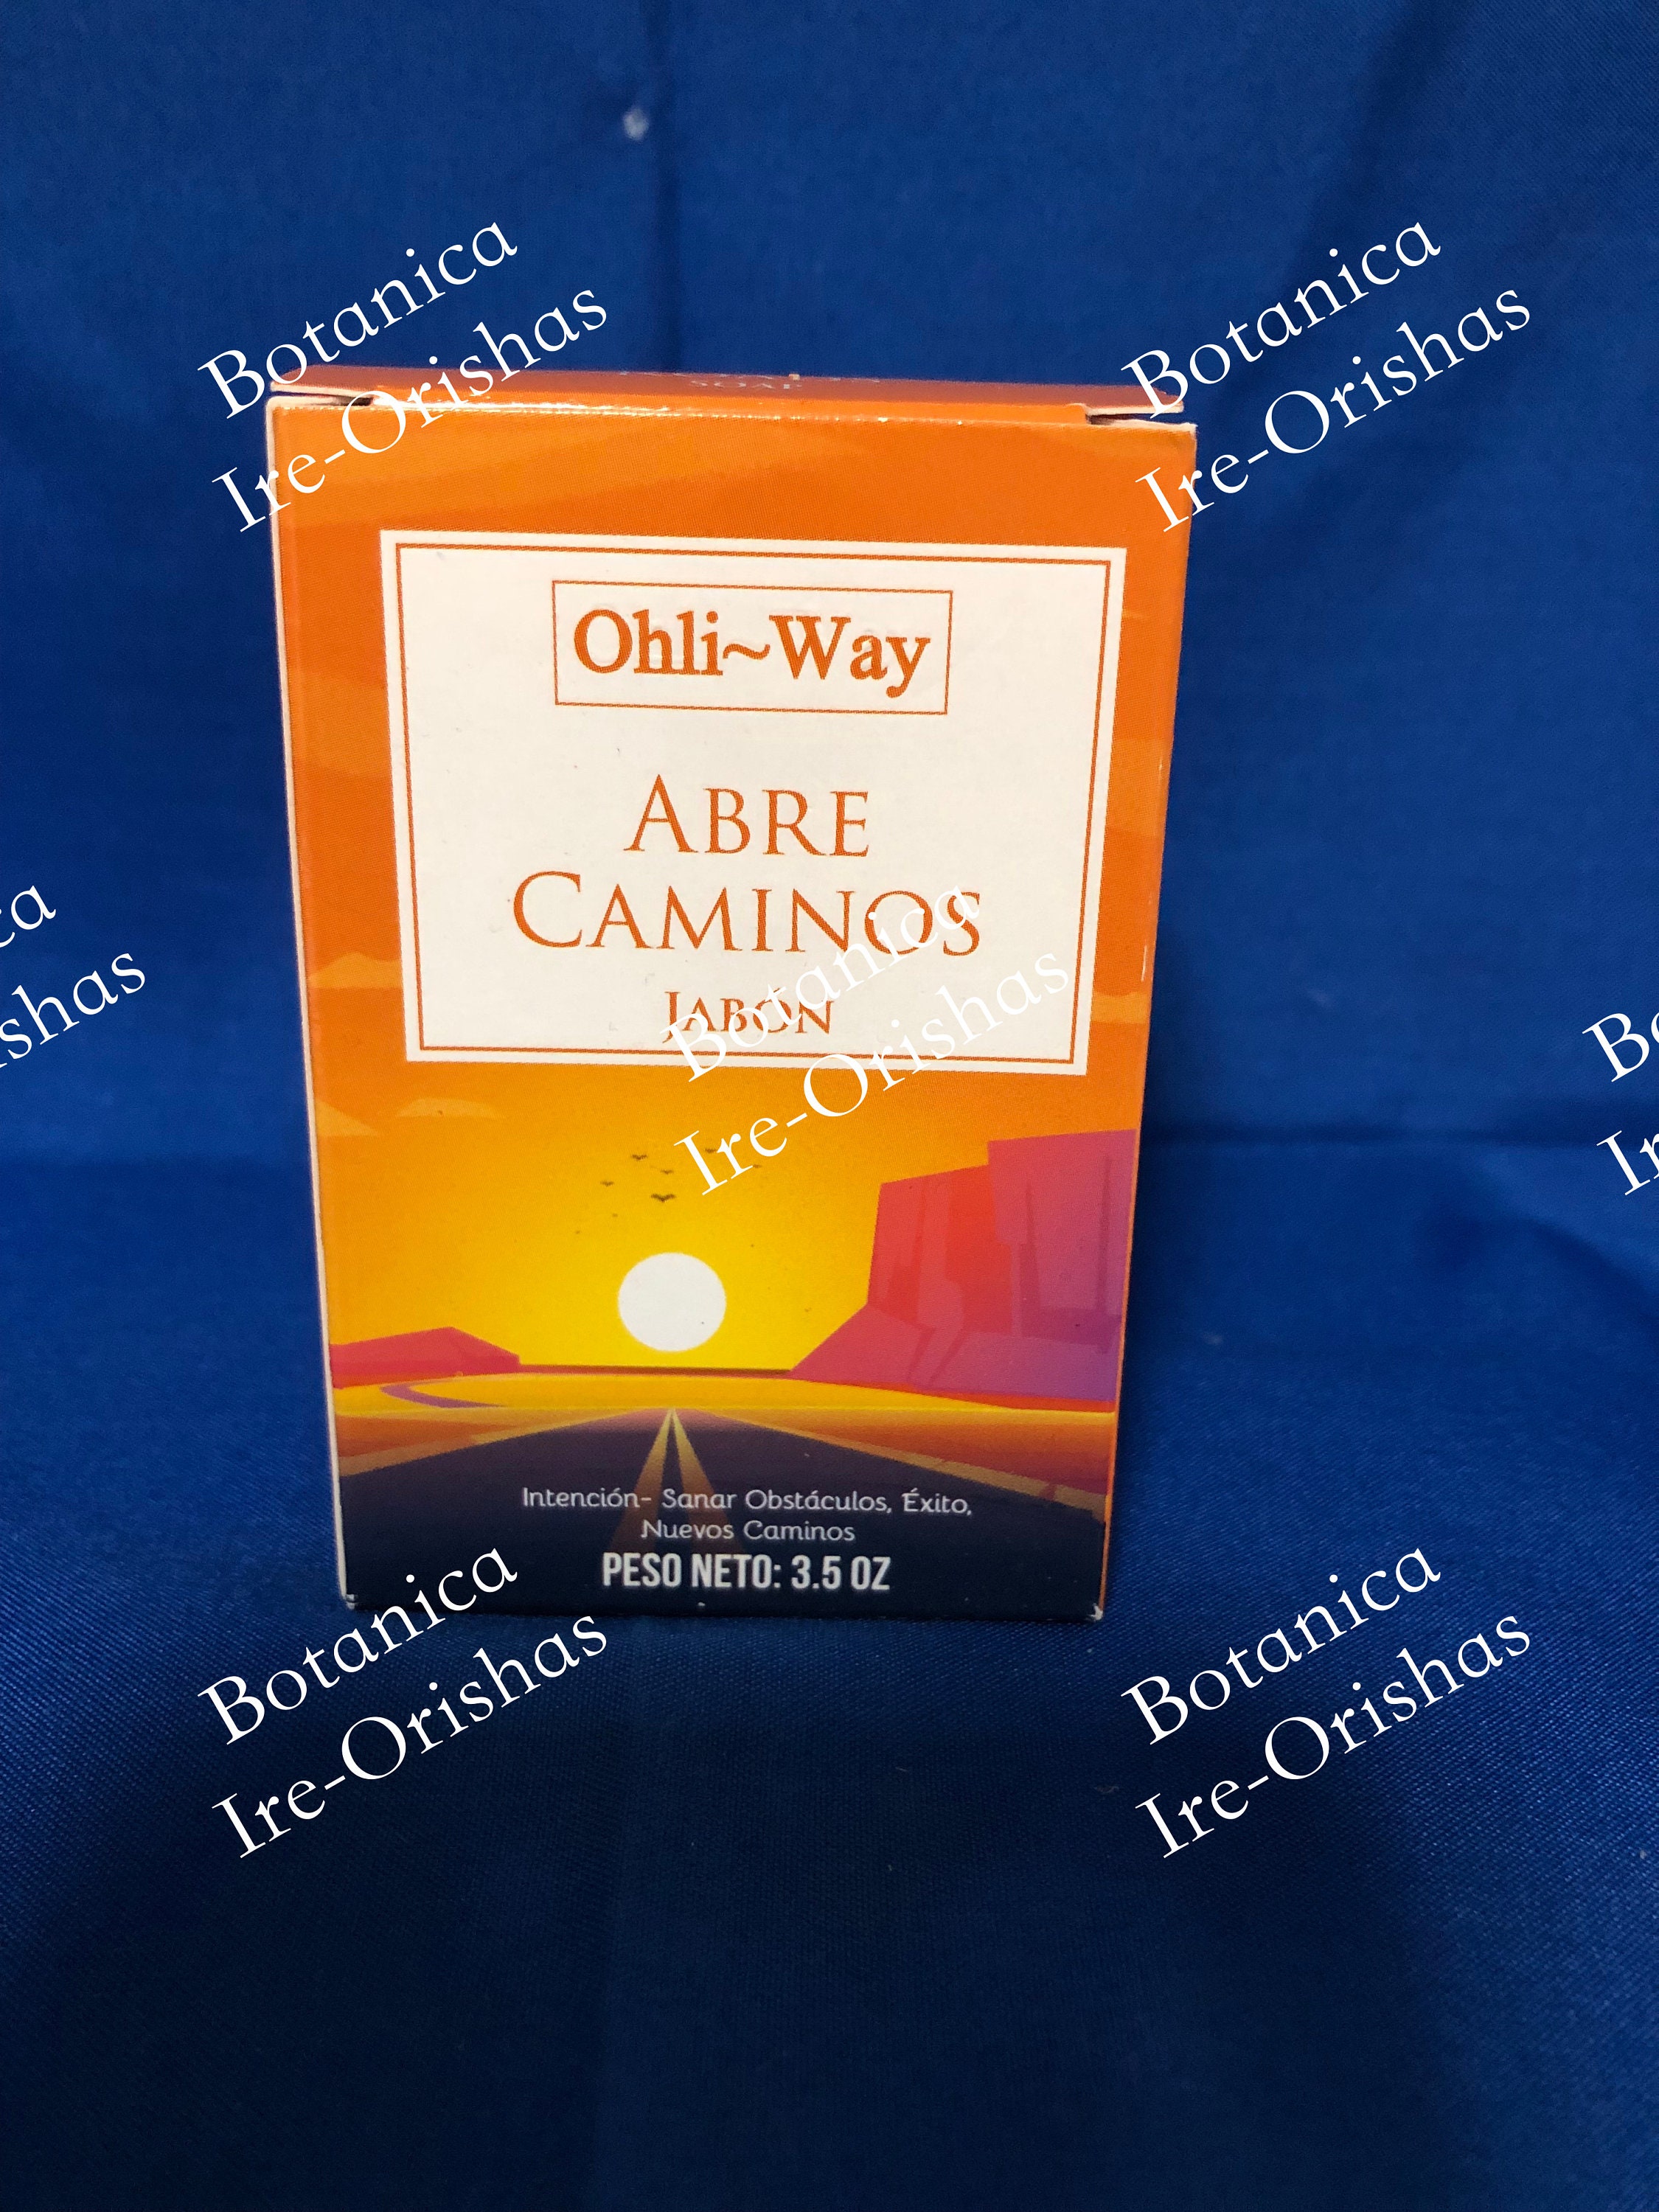 Botanica
Ire-Orishas
Botanica
Ire-Orishas
SOAP
Ohli~Way
ABRE
CAMINOS
JABON
Botanica
Ire-Orishas
Intención- Sanar Obstáculos, Éxito,
Nuevos Caminos
PESO NETO: 3.5 OZ
Botanica
Ire-Orishas
Botanica
Ire-Orishas